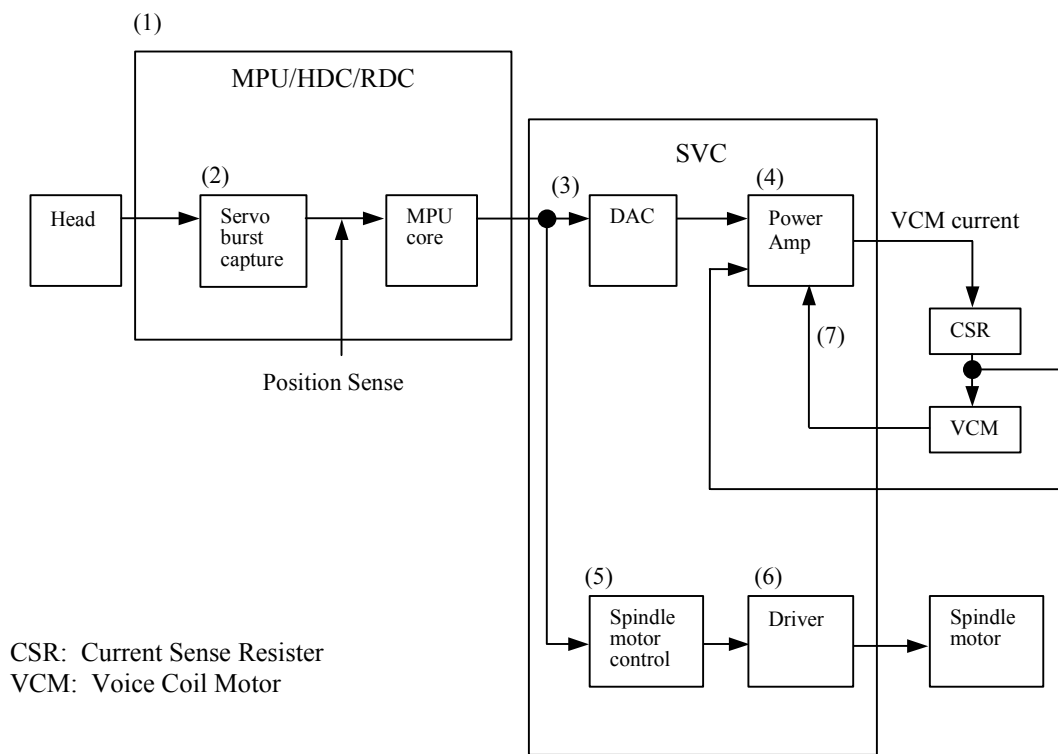 (1)
MPU/HDC/RDC
SVC
(2)
(3)
(4)
Head
Servo
burst
capture
MPU
core
DAC
Power
Amp
VCM current
CSR
(7)
Position Sense
VCM
(5)
(6)
Spindle
motor
control
Driver
Spindle
motor
CSR: Current Sense Resister
VCM: Voice Coil Motor